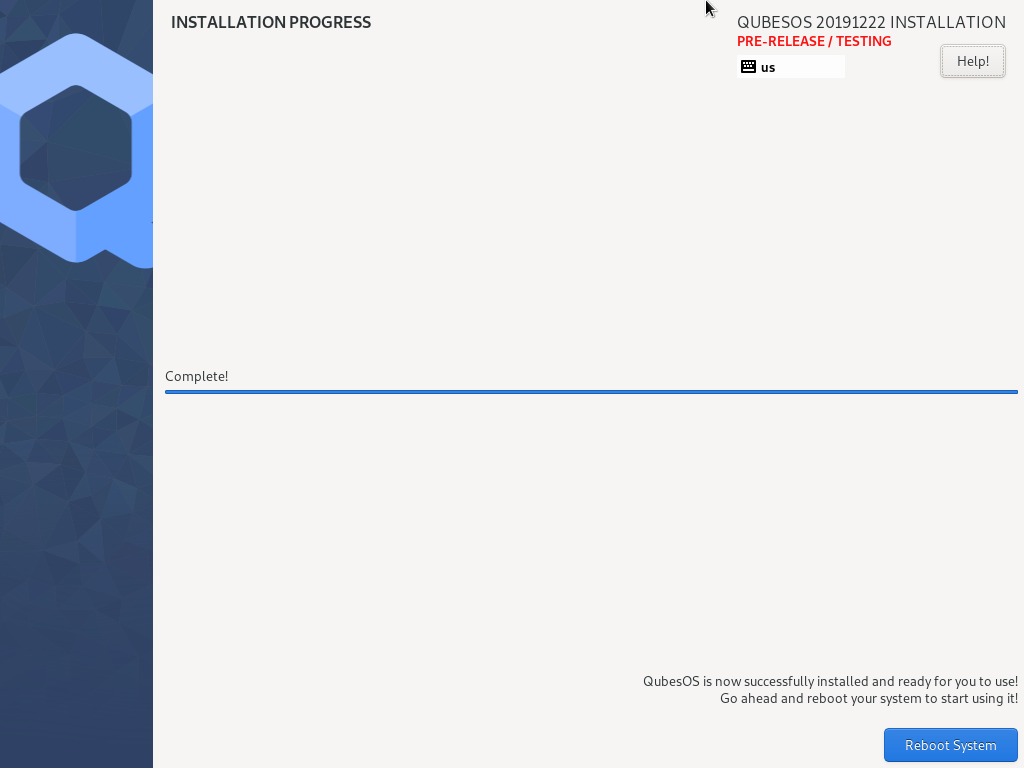 INSTALLATION PROGRESS
QUBESOS 20191222 INSTALLATION
PRE-RELEASE / TESTING
us
Help!
Complete!
QubesOS is now successfully installed and ready for you to use!
Go ahead and reboot your system to start using it!
Reboot System